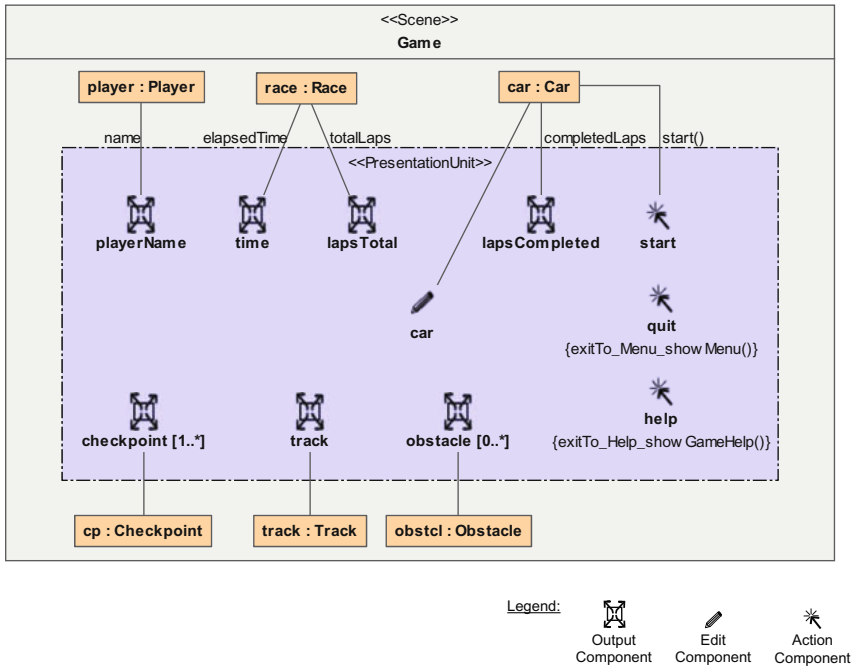 <<Scene>>
Game
player : Player
race : Race
car : Car
name
elapsedTime
totalLaps
completedLaps
start()
<<PresentationUnit>>
playerName
time
lapsTotal
lapsCompleted
start
car
quit
{exitTo_Menu_showMenu()}
help
{exitTo_Help_showGameHelp()}
checkpoint [1..*]
track
obstacle [0..*]
cp : Checkpoint
track : Track
obstcl : Obstacle
Legend:
Output
Component
Edit
Component
Action
Component